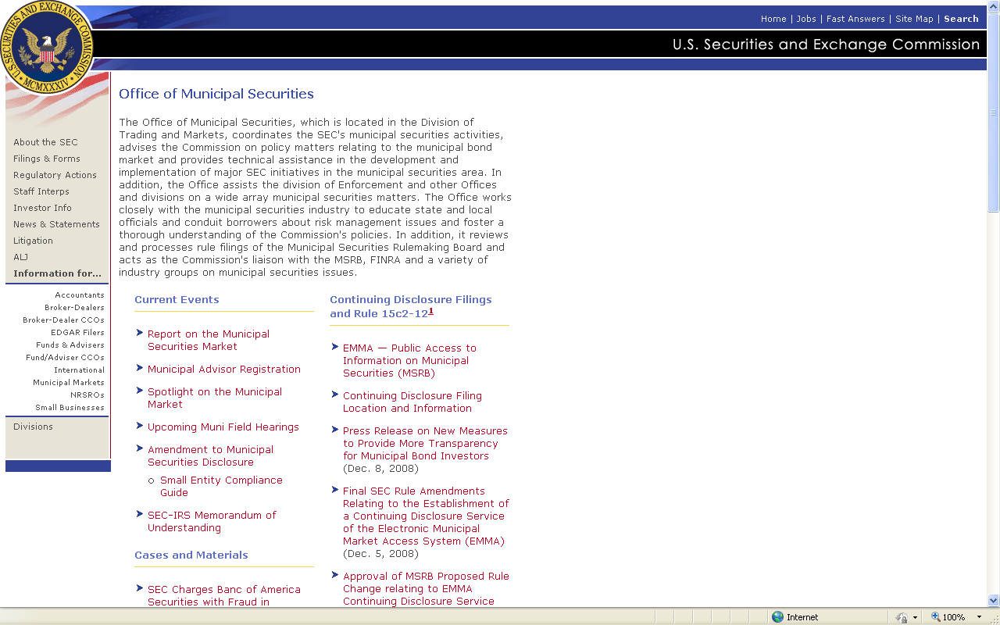 U.S. SECURITIES AND EXCHANGE COMMISSION
MCMXXXIV
Home | Jobs | Fast Answers | Site Map | Search
U.S. Securities and Exchange Commission
About the SEC
Filings & Forms
Regulatory Actions
Staff Interps
Investor Info
News & Statements
Litigation
ALJ
Information for...
Accountants
Broker-Dealers
Broker-Dealer CCOs
EDGAR Filers
Funds & Advisers
Fund/Adviser CCOs
International
Municipal Markets
NRSROs
Small Businesses
Divisions
Office of Municipal Securities
The Office of Municipal Securities, which is located in the Division of
Trading and Markets, coordinates the SEC's municipal securities activities,
advises the Commission on policy matters relating to the municipal bond
market and provides technical assistance in the development and
implementation of major SEC initiatives in the municipal securities area. In
addition, the Office assists the division of Enforcement and other Offices
and divisions on a wide array municipal securities matters. The Office works
closely with the municipal securities industry to educate state and local
officials and conduit borrowers about risk management issues and foster a
thorough understanding of the Commission's policies. In addition, it reviews
and processes rule filings of the Municipal Securities Rulemaking Board and
acts as the Commission's liaison with the MSRB, FINRA and a variety of
industry groups on municipal securities issues.
Current Events
Report on the Municipal
Securities Market
Municipal Advisor Registration
Spotlight on the Municipal
Market
Upcoming Muni Field Hearings
Amendment to Municipal
Securities Disclosure
Small Entity Compliance
Guide
SEC-IRS Memorandum of
Understanding
Cases and Materials
SEC Charges Banc of America
Securities with Fraud in
Continuing Disclosure Filings
and Rule 15c2-12¹
EMMA — Public Access to
Information on Municipal
Securities (MSRB)
Continuing Disclosure Filing
Location and Information
Press Release on New Measures
to Provide More Transparency
for Municipal Bond Investors
(Dec. 8, 2008)
Final SEC Rule Amendments
Relating to the Establishment of
a Continuing Disclosure Service
of the Electronic Municipal
Market Access System (EMMA)
(Dec. 5, 2008)
Approval of MSRB Proposed Rule
Change relating to EMMA
Continuing Disclosure Service
Internet
100%